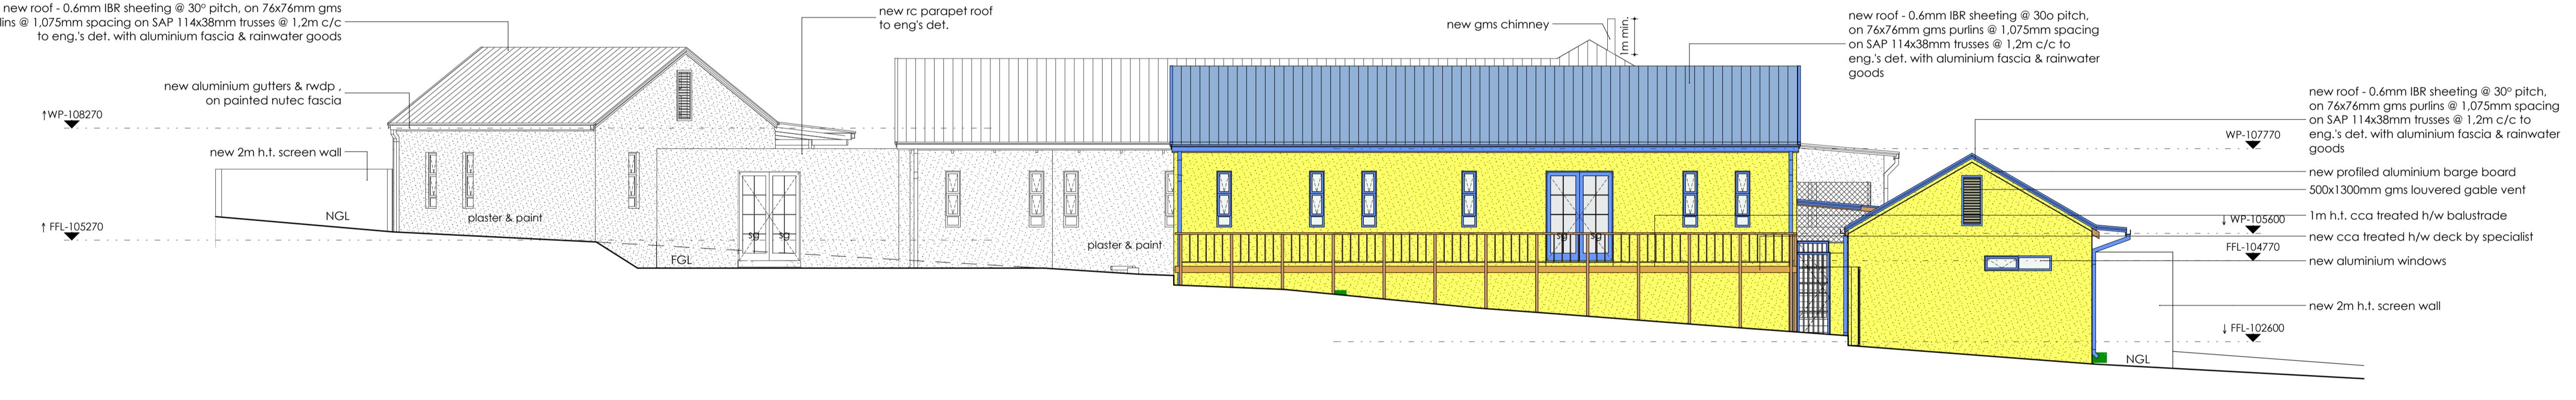 new roof - 0.6mm IBR sheeting @ 30° pitch, on 76x76mm gms
lins @ 1,075mm spacing on SAP 114x38mm trusses @ 1,2m c/c
to eng.'s det. with aluminium fascia & rainwater goods
new aluminium gutters & rwdp ,
on painted nutec fascia
↑WP-108270
new 2m h.t. screen wall
NGL
↑ FFL-105270
plaster & paint
new rc parapet roof
to eng's det.
sg
sg
FGL
plaster & paint
new gms chimney
1m min.
new roof - 0.6mm IBR sheeting @ 30o pitch,
on 76x76mm gms purlins @ 1,075mm spacing
on SAP 114x38mm trusses @ 1,2m c/c to
eng.'s det. with aluminium fascia & rainwater
goods
sg
sg
new roof - 0.6mm IBR sheeting @ 30° pitch,
on 76x76mm gms purlins @ 1,075mm spacing
on SAP 114x38mm trusses @ 1,2m c/c to
eng.'s det. with aluminium fascia & rainwater
goods
WP-107770
new profiled aluminium barge board
500x1300mm gms louvered gable vent
1m h.t. cca treated h/w balustrade
↓ WP-105600
new cca treated h/w deck by specialist
FFL-104770
new aluminium windows
new 2m h.t. screen wall
↓ FFL-102600
NGL